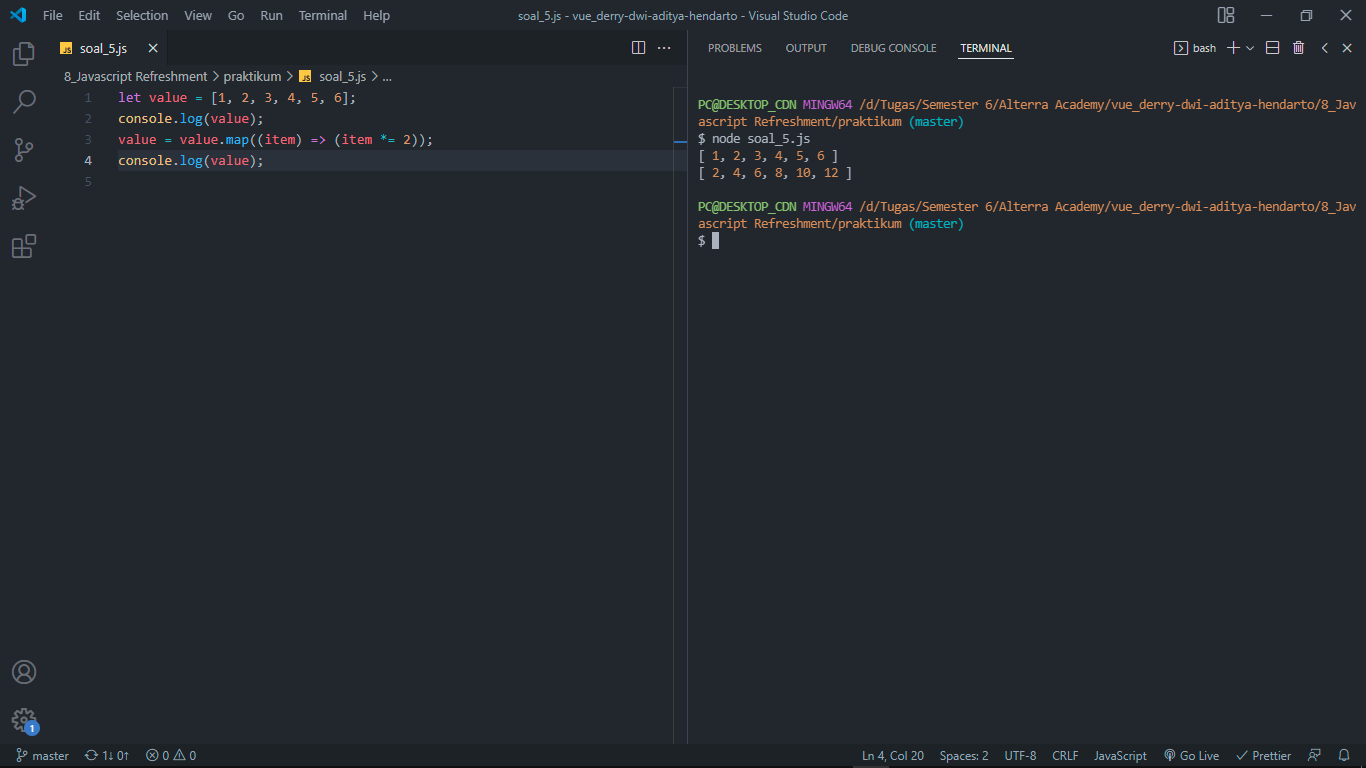 File Edit Selection View Go Run Terminal Help soal_5.js - vue_derry-dwi-aditya-hendarto - Visual Studio Code
JS soal_5.js
8_Javascript Refreshment > praktikum > JS soal_5.js > ...
1 let value = [1, 2, 3, 4, 5, 6];
2 console.log(value);
3 value = value.map((item) => (item *= 2));
4 console.log(value);
5
PROBLEMS OUTPUT DEBUG CONSOLE TERMINAL bash
PC@DESKTOP_CDN MINGW64 /d/Tugas/Semester 6/Alterra Academy/vue_derry-dwi-aditya-hendarto/8_Jav
ascript Refreshment/praktikum (master)
$ node soal_5.js
[ 1, 2, 3, 4, 5, 6 ]
[ 2, 4, 6, 8, 10, 12 ]
PC@DESKTOP_CDN MINGW64 /d/Tugas/Semester 6/Alterra Academy/vue_derry-dwi-aditya-hendarto/8_Jav
ascript Refreshment/praktikum (master)
$
1
master 1↓ 0↑ 0 0 Ln 4, Col 20 Spaces: 2 UTF-8 CRLF JavaScript Go Live Prettier